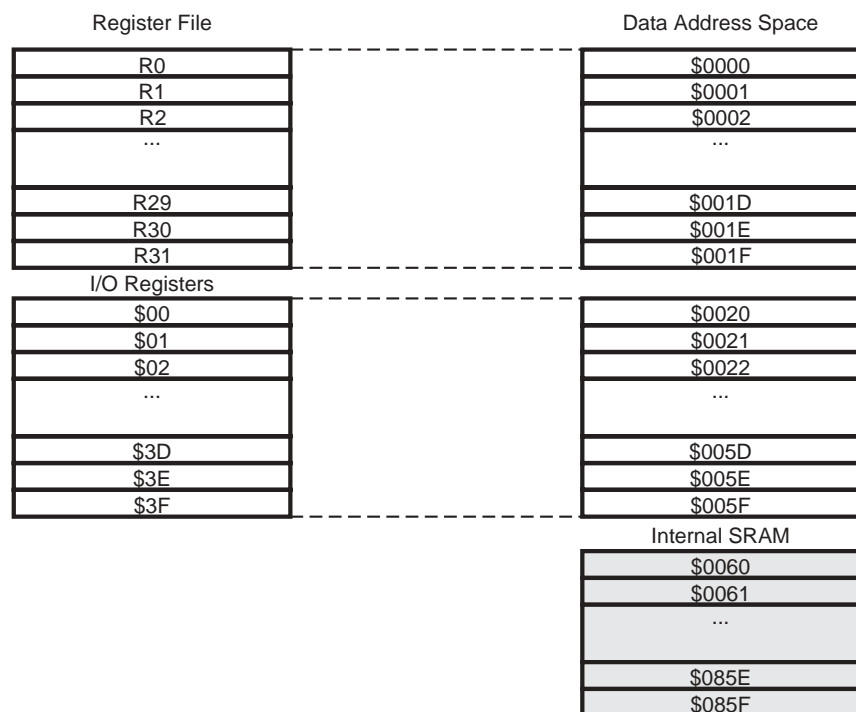 Register File
Data Address Space
R0
$0000
R1
$0001
R2
$0002
...
...
R29
$001D
R30
$001E
R31
$001F
I/O Registers
$00
$0020
$01
$0021
$02
$0022
...
...
$3D
$005D
$3E
$005E
$3F
$005F
Internal SRAM
$0060
$0061
...
$085E
$085F